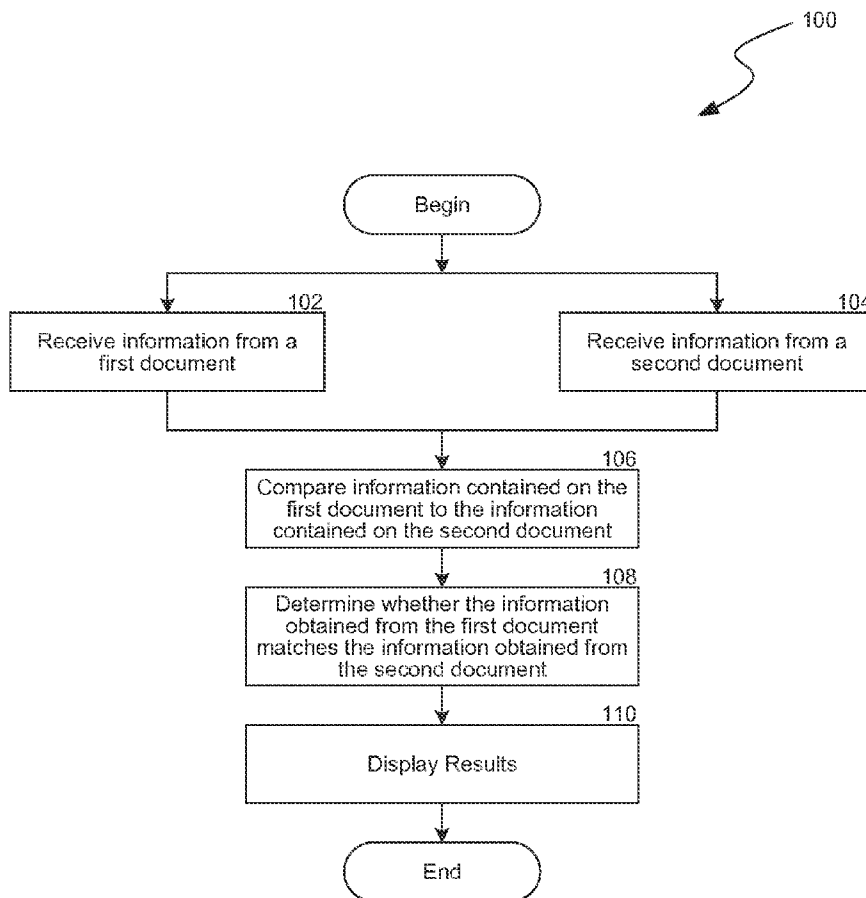 100
Begin
102
Receive information from a
first document
104
Receive information from a
second document
106
Compare information contained on the
first document to the information
contained on the second document
108
Determine whether the information
obtained from the first document
matches the information obtained from
the second document
110
Display Results
End